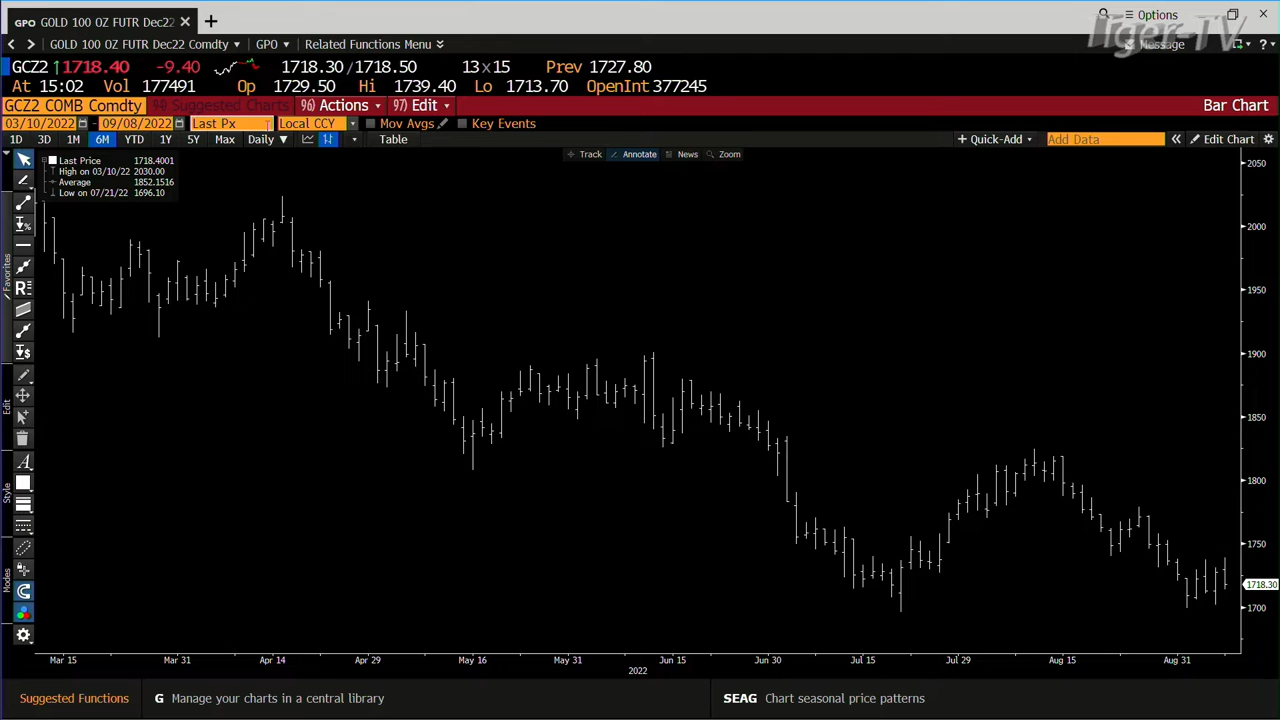 GPO GOLD 100 OZ FUTR Dec22
Options
Tiger-TV
GOLD 100 OZ FUTR Dec22 Comdty GPO Related Functions Menu
Message
GCZ2 ↑1718.40 -9.40 1718.30/1718.50 13x15 Prev 1727.80
At 15:02 Vol 177491 Op 1729.50 Hi 1739.40 Lo 1713.70 OpenInt 377245
GCZ2 COMB Comdty 94) Suggested Charts 96) Actions 97) Edit Bar Chart
03/10/2022 - 09/08/2022 Last Px Local CCY Mov Avgs Key Events
1D 3D 1M 6M YTD 1Y 5Y Max Daily ▼ Table + Quick-Add Add Data « Edit Chart
Track Annotate News Zoom
Last Price 1718.4001
High on 03/10/22 2030.00
Average 1852.1516
Low on 07/21/22 1696.10
Favorites
Edit
Style
Modes
2050
2000
1950
1900
1850
1800
1750
1718.30
1700
Mar 15 Mar 31 Apr 14 Apr 29 May 16 May 31 Jun 15 Jun 30 Jul 15 Jul 29 Aug 15 Aug 31
2022
Suggested Functions G Manage your charts in a central library SEAG Chart seasonal price patterns